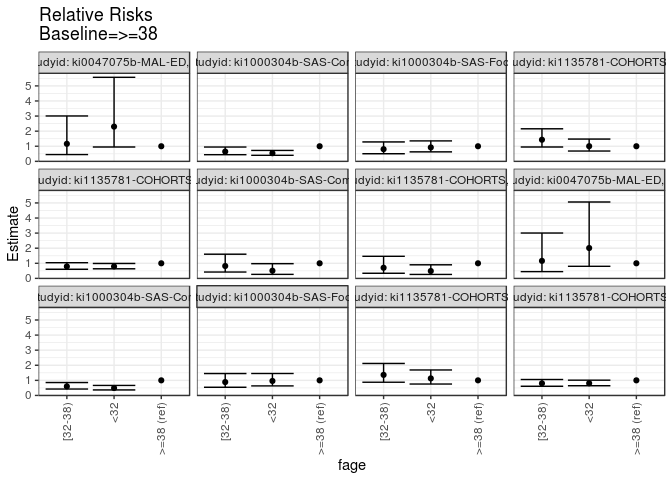 Relative Risks
Baseline=>=38
udyid: ki0047075b-MAL-ED,
tudyid: ki1000304b-SAS-Com
udyid: ki1000304b-SAS-Foo
udyid: ki1135781-COHORTS
5
4
3
2
1
0
udyid: ki1135781-COHORTS
udyid: ki1000304b-SAS-Com
udyid: ki1135781-COHORTS,
udyid: ki0047075b-MAL-ED,
5
4
3
2
1
0
Estimate
tudyid: ki1000304b-SAS-Com
udyid: ki1000304b-SAS-Foo
udyid: ki1135781-COHORTS
udyid: ki1135781-COHORTS
5
4
3
2
1
0
[32-38)
<32
>=38 (ref)
[32-38)
<32
>=38 (ref)
[32-38)
<32
>=38 (ref)
[32-38)
<32
>=38 (ref)
fage